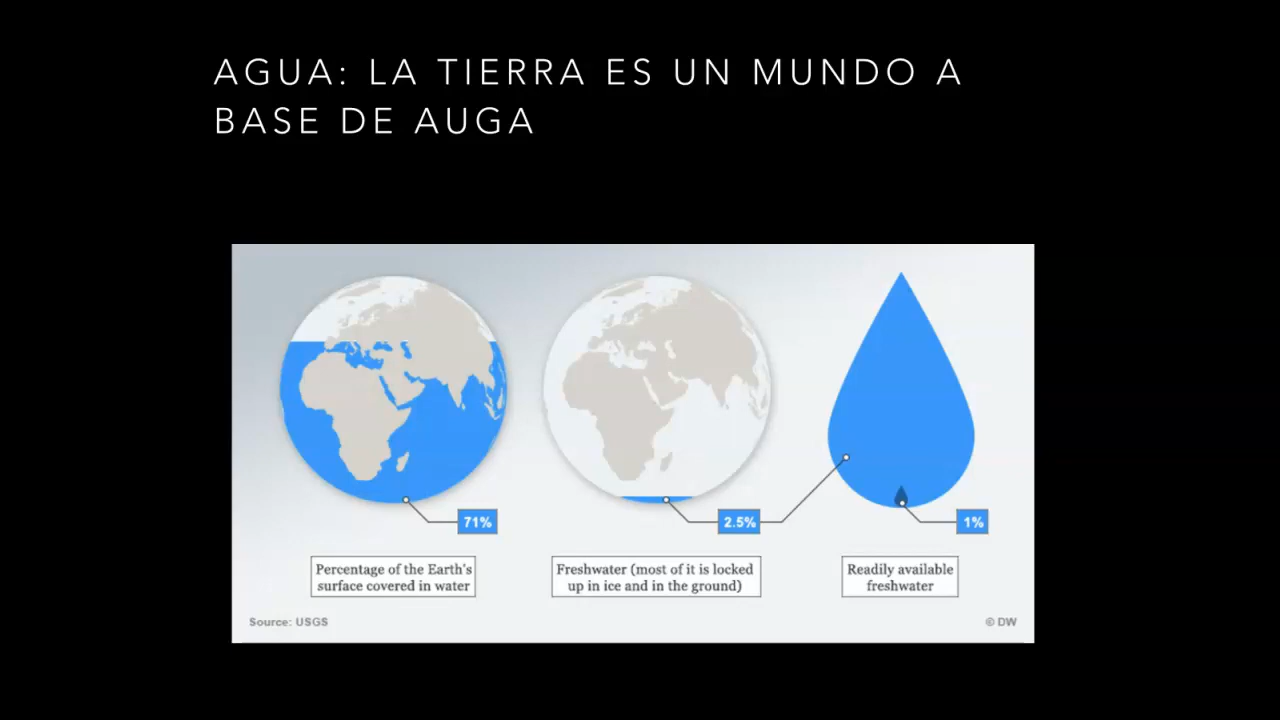 AGUA: LA TIERRA ES UN MUNDO A
BASE DE AUGA
71%
2.5%
1%
Percentage of the Earth's
surface covered in water
Freshwater (most of it is locked
up in ice and in the ground)
Readily available
freshwater
Source: USGS
© DW